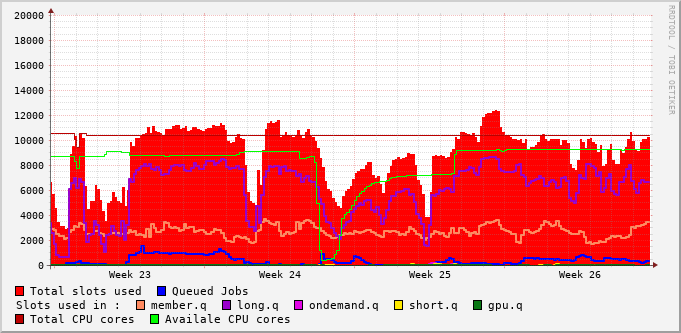 20000
18000
16000
14000
12000
10000
8000
6000
4000
2000
0
Week 23 Week 24 Week 25 Week 26
Total slots used Queued Jobs
Slots used in : member.q long.q ondemand.q short.q gpu.q
Total CPU cores Availale CPU cores
RRDTOOL / TOBI OETIKER